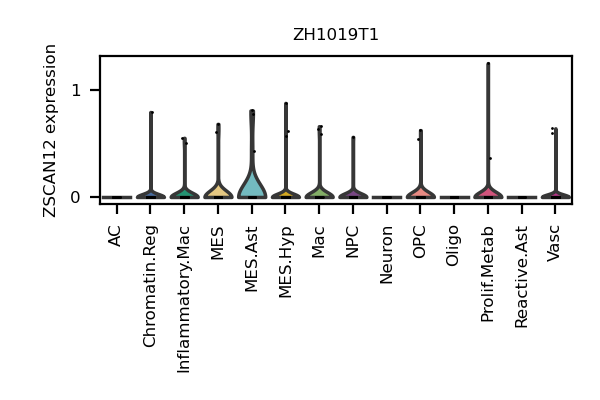 ZH1019T1
ZSCAN12 expression
1
0
AC
Chromatin.Reg
Inflammatory.Mac
MES
MES.Ast
MES.Hyp
Mac
NPC
Neuron
OPC
Oligo
Prolif.Metab
Reactive.Ast
Vasc